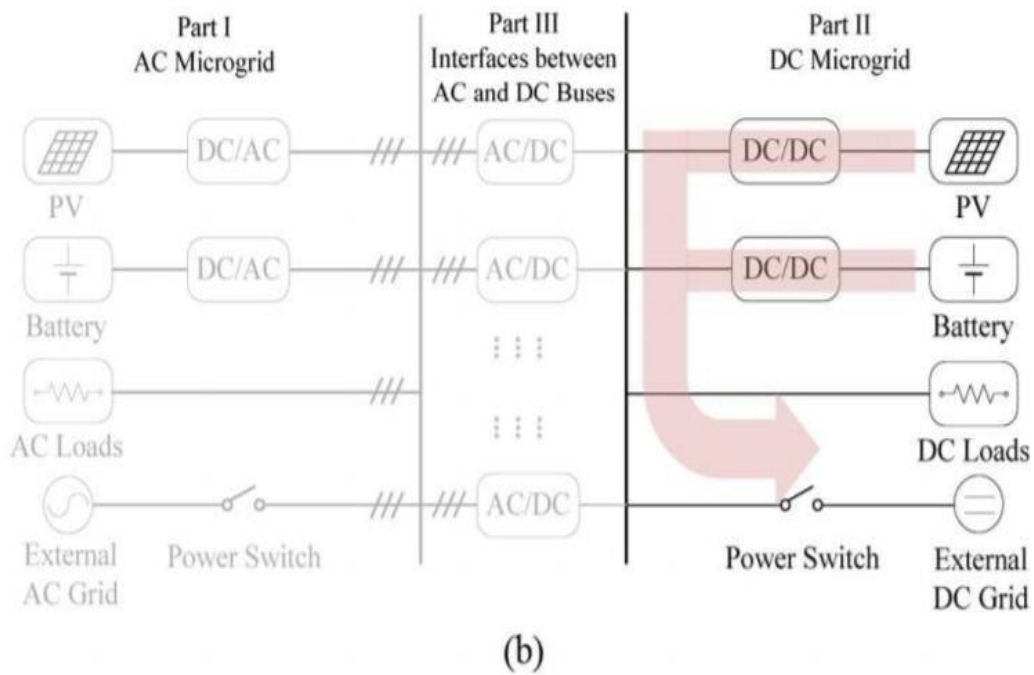 Part I
AC Microgrid
Part III
Interfaces between
AC and DC Buses
Part II
DC Microgrid
DC/AC
AC/DC
DC/DC
PV
PV
DC/AC
AC/DC
DC/DC
Battery
Battery
AC Loads
DC Loads
AC/DC
External
AC Grid
Power Switch
Power Switch
External
DC Grid
(b)